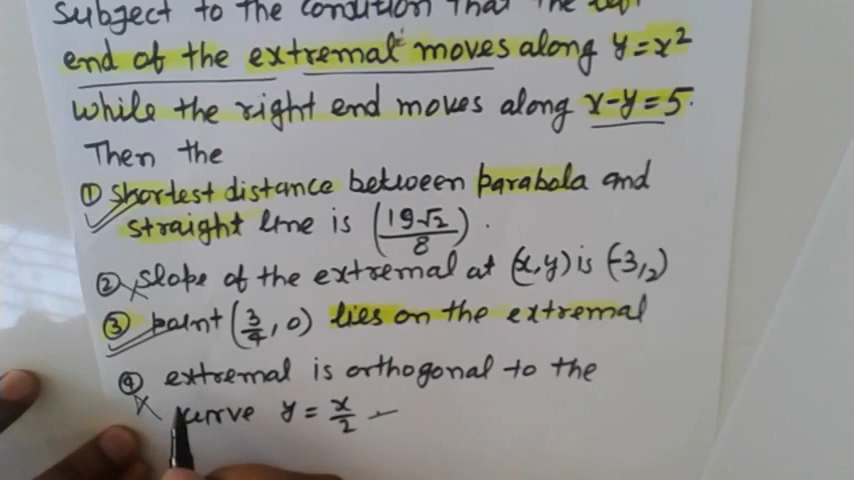 Subject to the condition that the left
end of the extremal moves along y=x²
while the right end moves along x-y=5.
Then the
① shortest distance between parabola and
straight line is (19√2/8).
② slope of the extremal at (x,y) is (-3/2)
③ point (3/4, 0) lies on the extremal
④ extremal is orthogonal to the
curve y = x/2